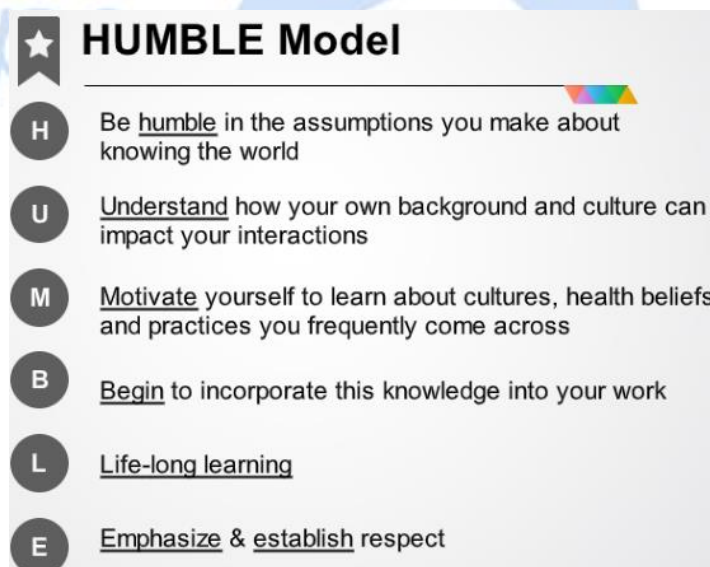 HUMBLE Model
H
Be humble in the assumptions you make about
knowing the world
U
Understand how your own background and culture can
impact your interactions
M
Motivate yourself to learn about cultures, health beliefs
and practices you frequently come across
B
Begin to incorporate this knowledge into your work
L
Life-long learning
E
Emphasize & establish respect